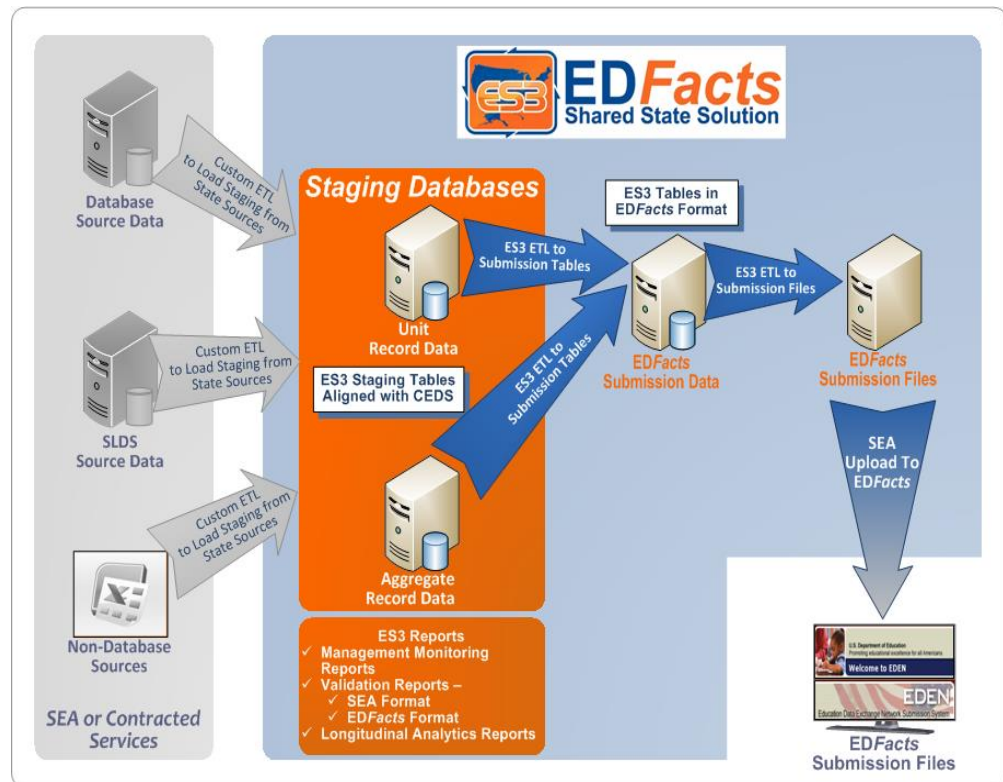 ES3
EDFacts
Shared State Solution
Database
Source Data
Custom ETL
to Load Staging from
State Sources
SLDS
Source Data
Custom ETL
to Load Staging from
State Sources
Non-Database
Sources
Custom ETL
to Load Staging from
State Sources
SEA or Contracted
Services
Staging Databases
Unit
Record Data
ES3 Staging Tables
Aligned with CEDS
Aggregate
Record Data
ES3 ETL to
Submission Tables
ES3 ETL to
Submission Tables
ES3 Tables in
EDFacts Format
EDFacts
Submission Data
ES3 ETL to
Submission Files
EDFacts
Submission Files
SEA
Upload To
EDFacts
ES3 Reports
✓ Management Monitoring
Reports
✓ Validation Reports –
✓ SEA Format
✓ EDFacts Format
✓ Longitudinal Analytics Reports
U.S. Department of Education
Promoting educational excellence for all Americans
Welcome to EDEN
EDEN
Education Data Exchange Network Submission System
EDFacts
Submission Files